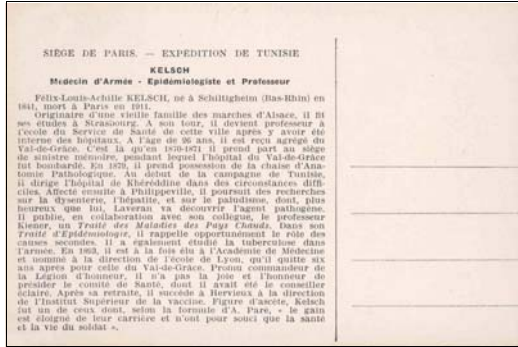 SIÈGE DE PARIS. — EXPÉDITION DE TUNISIE
KELSCH
Médecin d'Armée - Epidémiologiste et Professeur
Félix-Louis-Achille KELSCH, né à Schiltigheim (Bas-Rhin) en
1841, mort à Paris en 1911.
Originaire d'une vieille famille des marches d'Alsace, il fit
ses études à Strasbourg. A son tour, il devient professeur à
l'école du Service de Santé de cette ville après y avoir été
interne des hôpitaux. A l'âge de 26 ans, il est reçu agrégé du
Val-de-Grâce. C'est là qu'en 1870-1871 il prend part au siège
de sinistre mémoire, pendant lequel l'hôpital du Val-de-Grâce
fut bombardé. En 1879, il prend possession de la chaise d'Ana-
tomie Pathologique. Au début de la campagne de Tunisie,
il dirige l'hôpital de Khéréddine dans des circonstances diffi-
ciles. Affecté ensuite à Philippeville, il poursuit des recherches
sur la dysenterie, l'hépatite, et sur le paludisme, dont, plus
heureux que lui, Laveran va découvrir l'agent pathogène.
Il publie, en collaboration avec son collègue, le professeur
Kiener, un Traité des Maladies des Pays Chauds. Dans son
Traité d'Epidémiologie, il rappelle opportunément le rôle des
causes secondes. Il a également étudié la tuberculose dans
l'armée. En 1893, il est à la fois élu à l'Académie de Médecine
et nommé à la direction de l'école de Lyon, qu'il quitte six
ans après pour celle du Val-de-Grâce. Promu commandeur de
la Légion d'honneur, il n'a pas la joie et l'honneur de
présider le comité de Santé, dont il avait été le conseiller
éclairé. Après sa retraite, il succède à Hervieux à la direction
de l'Institut Supérieur de la vaccine. Figure d'ascète, Kelsch
fut un de ceux dont, selon la formule d'A. Paré, « le gain
est éloigné de leur carrière et n'ont pour souci que la santé
et la vie du soldat ».